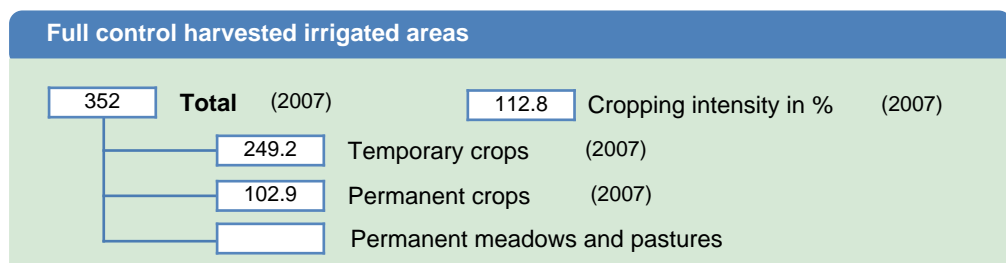 Full control harvested irrigated areas
352 Total (2007) 112.8 Cropping intensity in % (2007)
249.2 Temporary crops (2007)
102.9 Permanent crops (2007)
Permanent meadows and pastures